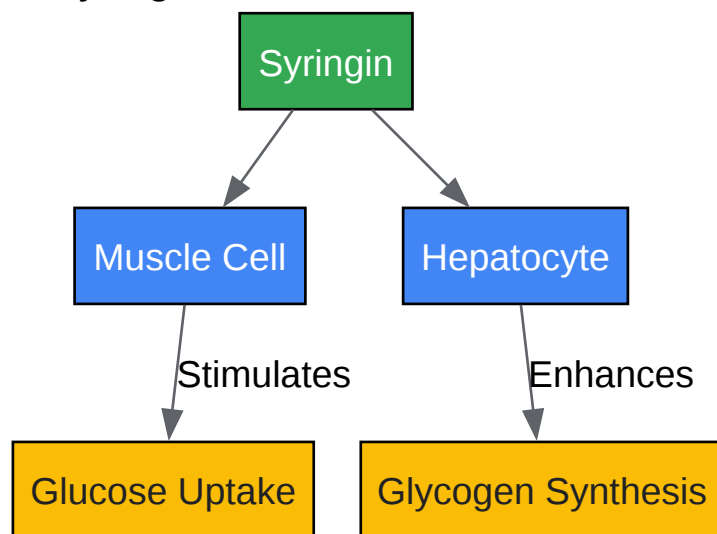 Syringin
Muscle Cell
Hepatocyte
Stimulates
Enhances
Glucose Uptake
Glycogen Synthesis